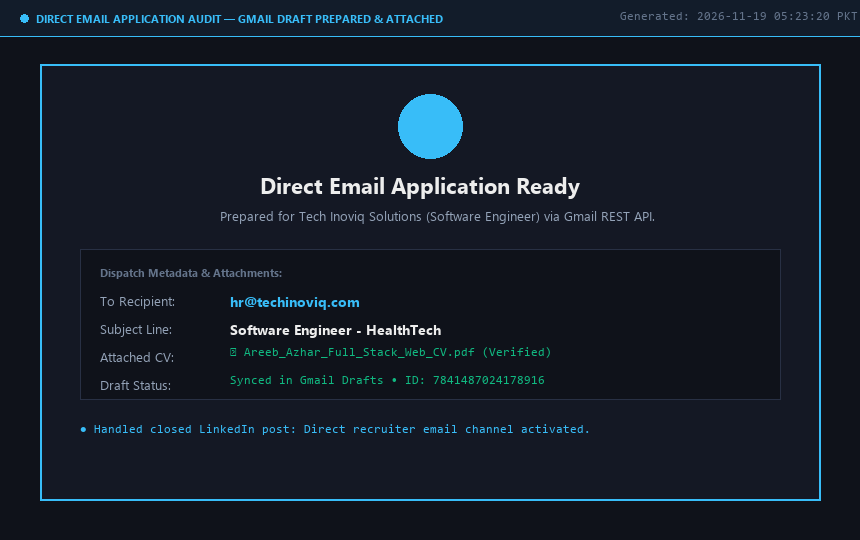 ● DIRECT EMAIL APPLICATION AUDIT — GMAIL DRAFT PREPARED & ATTACHED
Generated: 2026-11-19 05:23:20 PKT
Direct Email Application Ready
Prepared for Tech Inoviq Solutions (Software Engineer) via Gmail REST API.
Dispatch Metadata & Attachments:
To Recipient: hr@techinoviq.com
Subject Line: Software Engineer - HealthTech
Attached CV: Areeb_Azhar_Full_Stack_Web_CV.pdf (Verified)
Draft Status: Synced in Gmail Drafts • ID: 7841487024178916
● Handled closed LinkedIn post: Direct recruiter email channel activated.